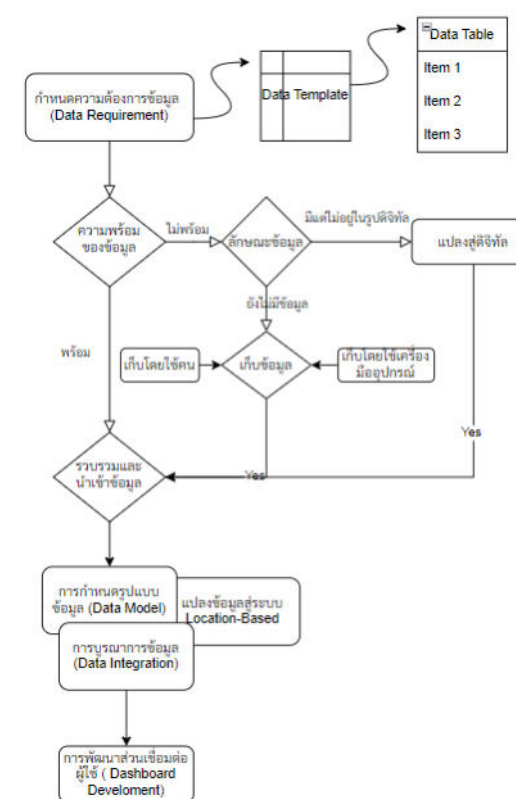 Data Table
Item 1
Item 2
Item 3
Data Template
กำหนดความต้องการข้อมูล
(Data Requirement)
ความพร้อม
ของข้อมูล
ไม่พร้อม
ลักษณะข้อมูล
มีแต่ไม่อยู่ในรูปดิจิทัล
แปลงสู่ดิจิทัล
ยังไม่มีข้อมูล
พร้อม
เก็บโดยใช้คน
เก็บข้อมูล
เก็บโดยใช้เครื่อง
มืออุปกรณ์
Yes
รวบรวมและ
นำเข้าข้อมูล
Yes
การกำหนดรูปแบบ
ข้อมูล (Data Model)
แปลงข้อมูลสู่ระบบ
Location-Based
การบูรณาการข้อมูล
(Data Integration)
การพัฒนาส่วนเชื่อมต่อ
ผู้ใช้ ( Dashboard
Develoment)